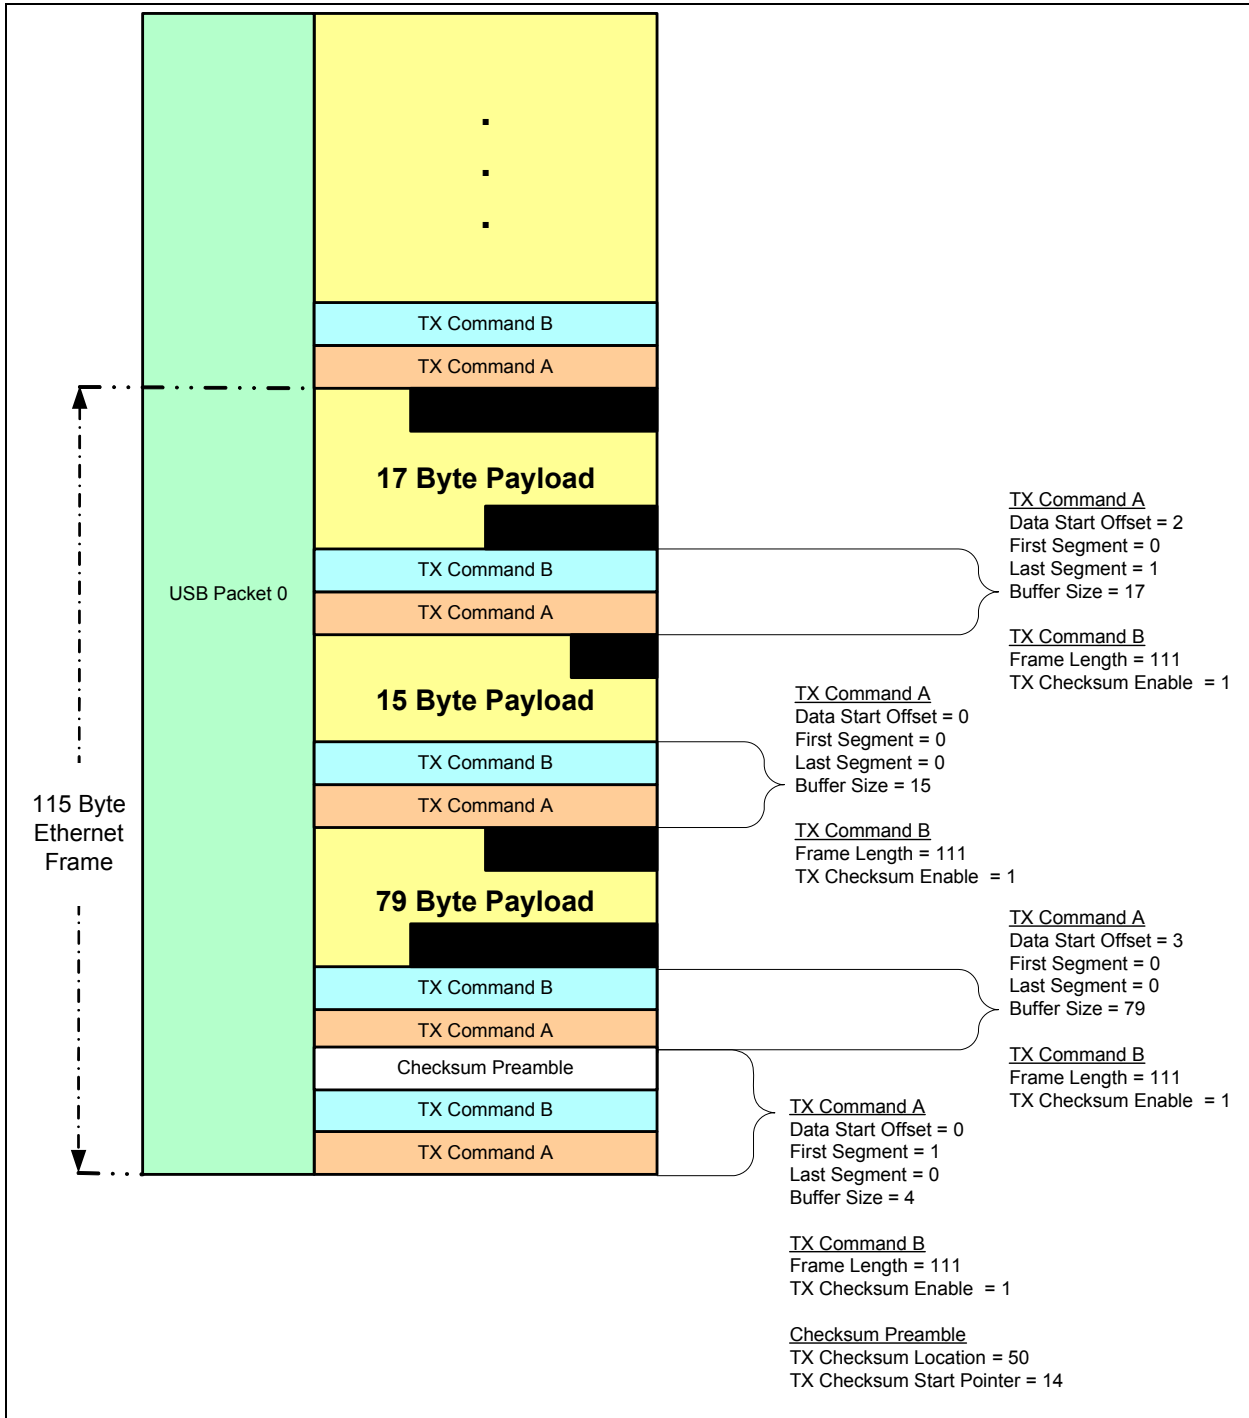 TX Command B
TX Command A
17 Byte Payload
TX Command B
TX Command A
15 Byte Payload
TX Command B
TX Command A
79 Byte Payload
TX Command B
TX Command A
Checksum Preamble
TX Command B
TX Command A
USB Packet 0
115 Byte
Ethernet
Frame
TX Command A
Data Start Offset = 2
First Segment = 0
Last Segment = 1
Buffer Size = 17
TX Command B
Frame Length = 111
TX Checksum Enable = 1
TX Command A
Data Start Offset = 0
First Segment = 0
Last Segment = 0
Buffer Size = 15
TX Command B
Frame Length = 111
TX Checksum Enable = 1
TX Command A
Data Start Offset = 3
First Segment = 0
Last Segment = 0
Buffer Size = 79
TX Command B
Frame Length = 111
TX Checksum Enable = 1
TX Command A
Data Start Offset = 0
First Segment = 1
Last Segment = 0
Buffer Size = 4
TX Command B
Frame Length = 111
TX Checksum Enable = 1
Checksum Preamble
TX Checksum Location = 50
TX Checksum Start Pointer = 14